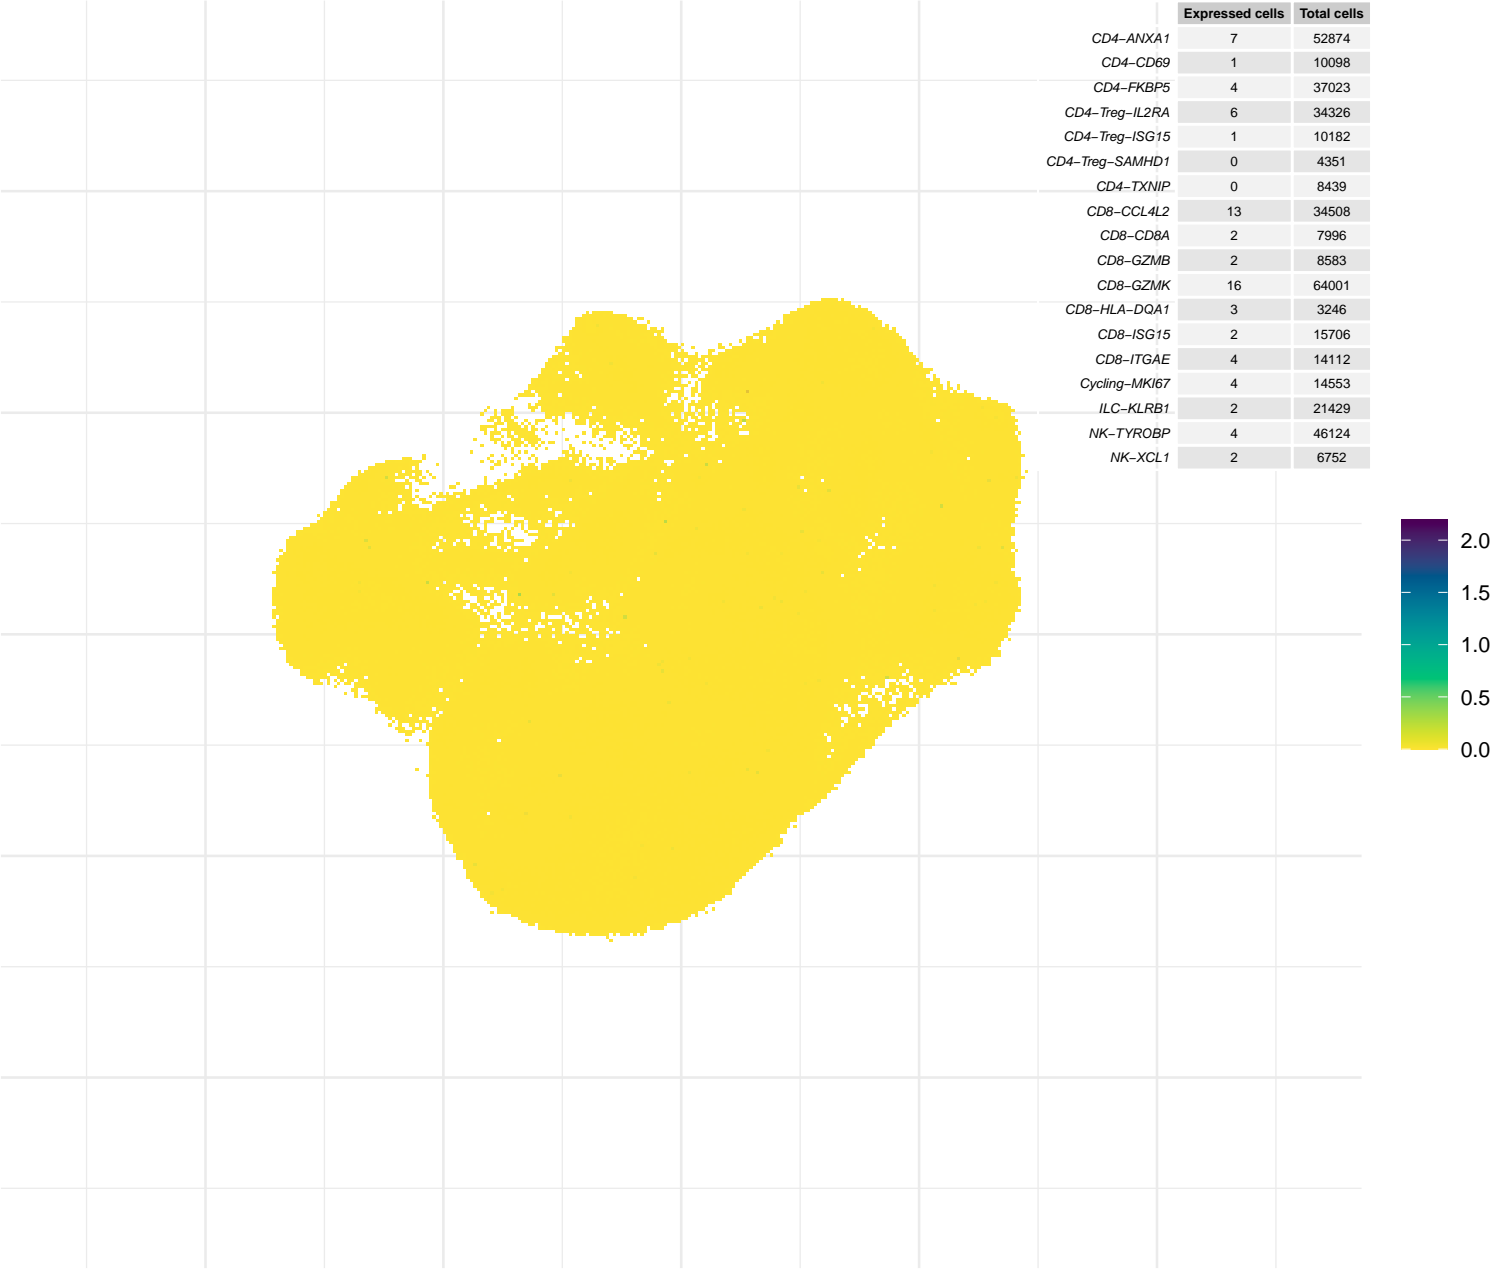 Expressed cells Total cells
CD4−ANXA1 7 52874
CD4−CD69 1 10098
CD4−FKBP5 4 37023
CD4−Treg−IL2RA 6 34326
CD4−Treg−ISG15 1 10182
CD4−Treg−SAMHD1 0 4351
CD4−TXNIP 0 8439
CD8−CCL4L2 13 34508
CD8−CD8A 2 7996
CD8−GZMB 2 8583
CD8−GZMK 16 64001
CD8−HLA−DQA1 3 3246
CD8−ISG15 2 15706
CD8−ITGAE 4 14112
Cycling−MKI67 4 14553
ILC−KLRB1 2 21429
NK−TYROBP 4 46124
NK−XCL1 2 6752
2.0
1.5
1.0
0.5
0.0